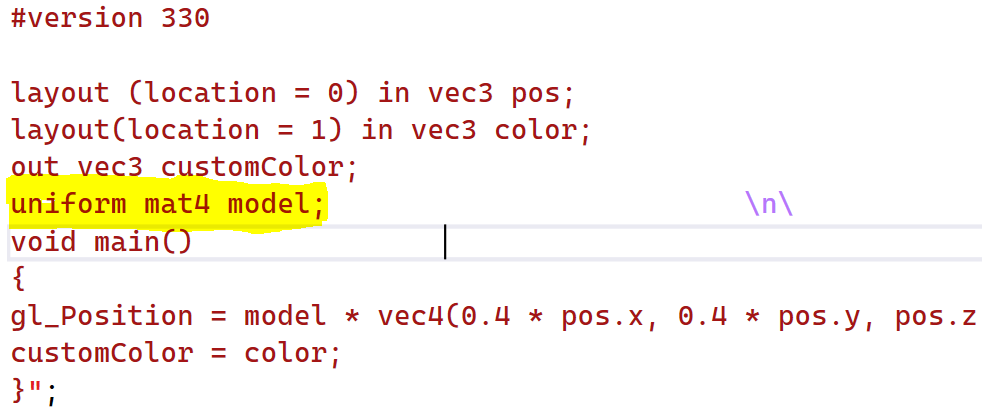 #version 330
layout (location = 0) in vec3 pos;
layout(location = 1) in vec3 color;
out vec3 customColor;
uniform mat4 model; \n\
void main()
{
gl_Position = model * vec4(0.4 * pos.x, 0.4 * pos.y, pos.z
customColor = color;
}";